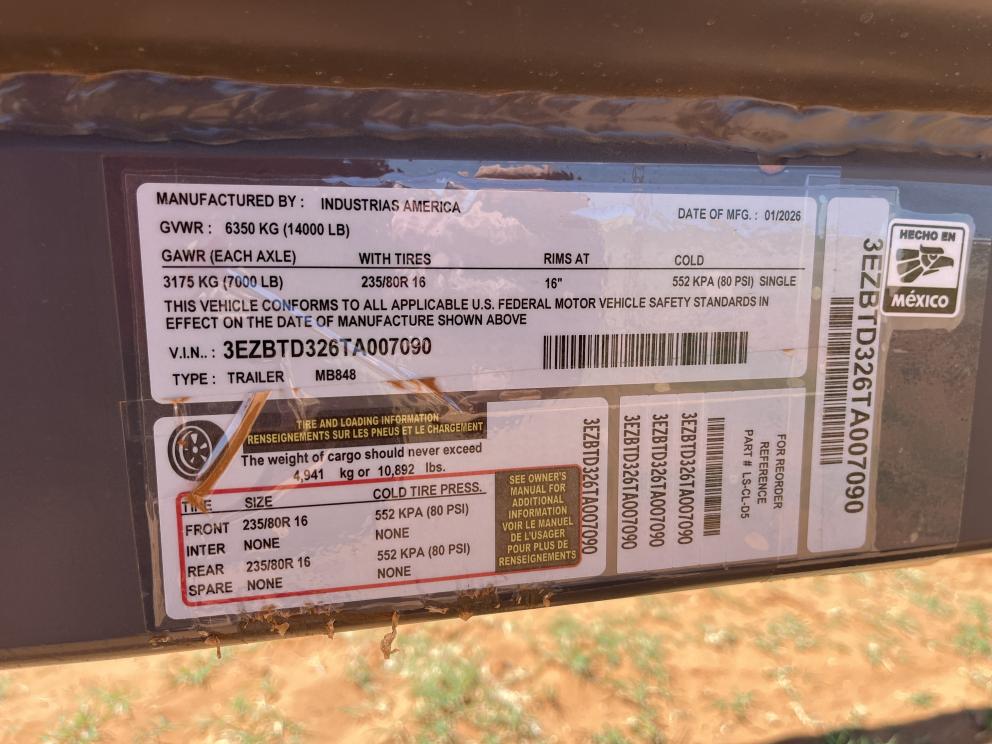 MANUFACTURED BY : INDUSTRIAS AMERICA
DATE OF MFG. : 01/2026
GVWR : 6350 KG (14000 LB)
GAWR (EACH AXLE) WITH TIRES RIMS AT COLD
3175 KG (7000 LB) 235/80R 16 16" 552 KPA (80 PSI) SINGLE
THIS VEHICLE CONFORMS TO ALL APPLICABLE U.S. FEDERAL MOTOR VEHICLE SAFETY STANDARDS IN
EFFECT ON THE DATE OF MANUFACTURE SHOWN ABOVE
V.I.N.. : 3EZBTD326TA007090
TYPE : TRAILER MB848
TIRE AND LOADING INFORMATION
RENSEIGNEMENTS SUR LES PNEUS ET LE CHARGEMENT
The weight of cargo should never exceed
4,941 kg or 10,892 lbs.
TIRE SIZE COLD TIRE PRESS.
FRONT 235/80R 16 552 KPA (80 PSI)
INTER NONE
REAR 235/80R 16 552 KPA (80 PSI)
SPARE NONE NONE
SEE OWNER'S
MANUAL FOR
ADDITIONAL
INFORMATION
VOIR LE MANUEL
DE L'USAGER
POUR PLUS DE
RENSEIGNEMENTS
3EZBTD326TA007090
3EZBTD326TA007090
3EZBTD326TA007090
3EZBTD326TA007090
FOR REORDER
REFERENCE
PART # LS-CL-D5
3EZBTD326TA007090
HECHO EN
MÉXICO